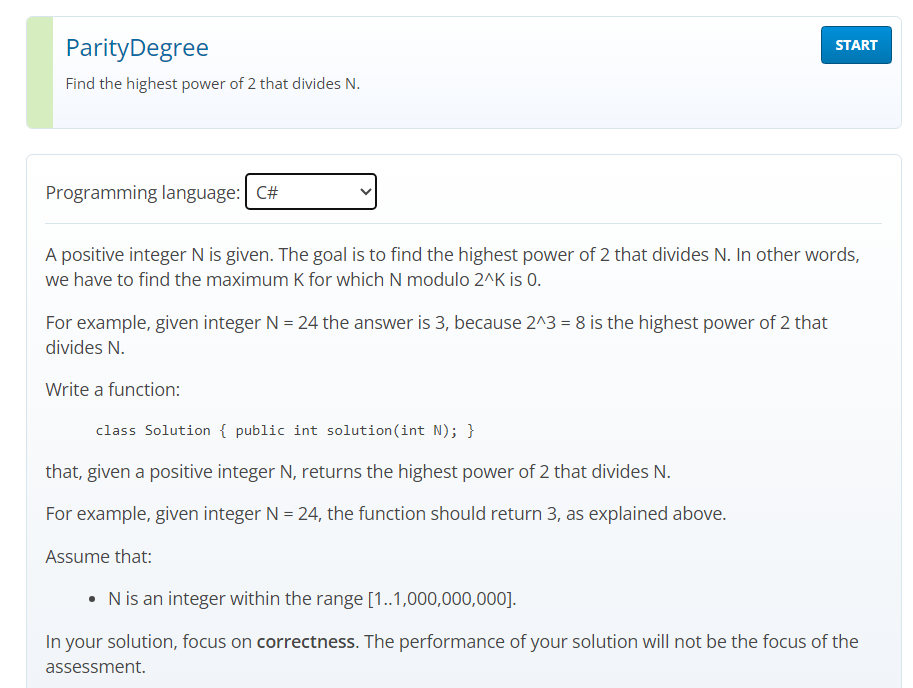 ParityDegree
START
Find the highest power of 2 that divides N.
Programming language: C#
A positive integer N is given. The goal is to find the highest power of 2 that divides N. In other words,
we have to find the maximum K for which N modulo 2^K is 0.
For example, given integer N = 24 the answer is 3, because 2^3 = 8 is the highest power of 2 that
divides N.
Write a function:
class Solution { public int solution(int N); }
that, given a positive integer N, returns the highest power of 2 that divides N.
For example, given integer N = 24, the function should return 3, as explained above.
Assume that:
• N is an integer within the range [1..1,000,000,000].
In your solution, focus on correctness. The performance of your solution will not be the focus of the
assessment.